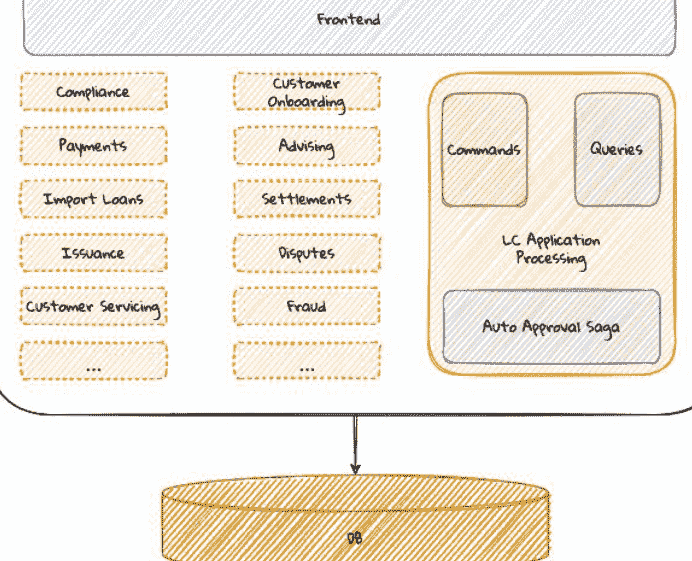 Frontend
Compliance
Customer
Onboarding
Payments
Advising
Import Loans
Settlements
Issuance
Disputes
Customer Servicing
Fraud
...
...
Commands
Queries
LC Application
Processing
Auto Approval Saga
DB